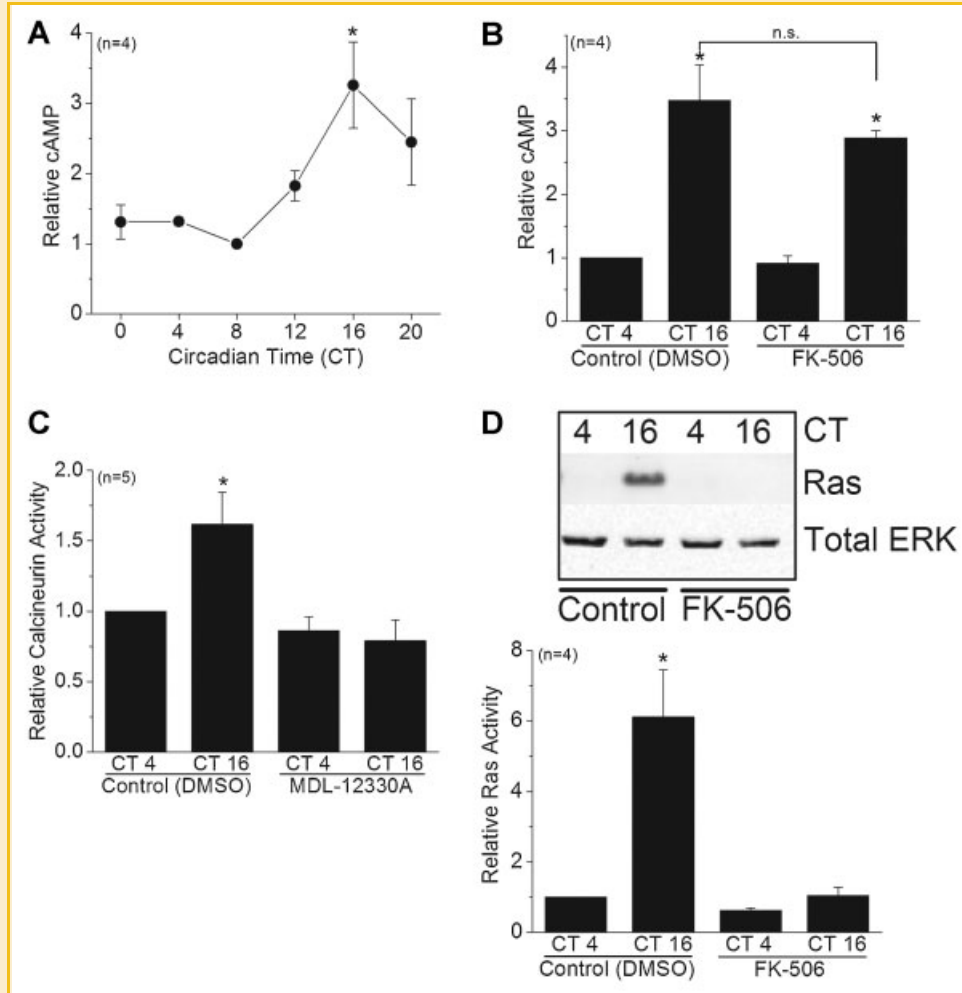 A
(n=4)
*
Relative cAMP
4
3
2
1
0
0 4 8 12 16 20
Circadian Time (CT)
B
(n=4)
n.s.
*
*
Relative cAMP
4
3
2
1
0
CT 4 CT 16 CT 4 CT 16
Control (DMSO) FK-506
C
(n=5)
*
Relative Calcineurin Activity
2.0
1.5
1.0
0.5
0.0
CT 4 CT 16 CT 4 CT 16
Control (DMSO) MDL-12330A
D
4 16 4 16 CT
Ras
Total ERK
Control FK-506
(n=4)
*
Relative Ras Activity
8
6
4
2
0
CT 4 CT 16 CT 4 CT 16
Control (DMSO) FK-506